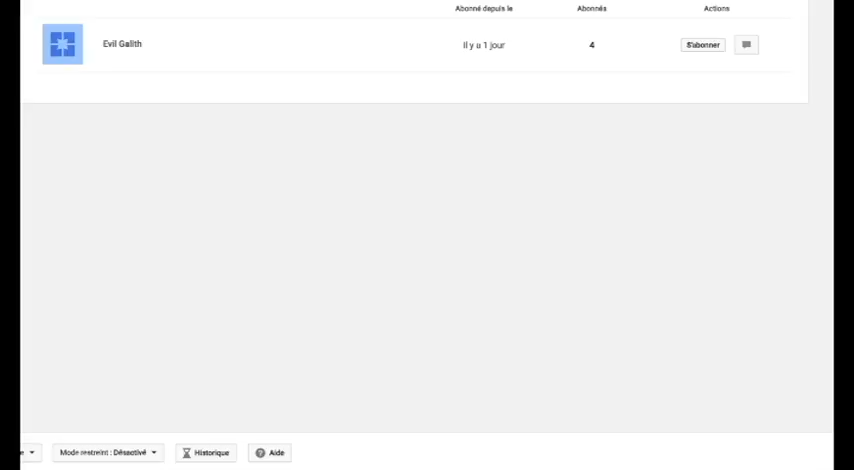 Abonné depuis le Abonnés Actions
Evil Galith Il y a 1 jour 4 S'abonner
e Mode restreint : Désactivé Historique Aide